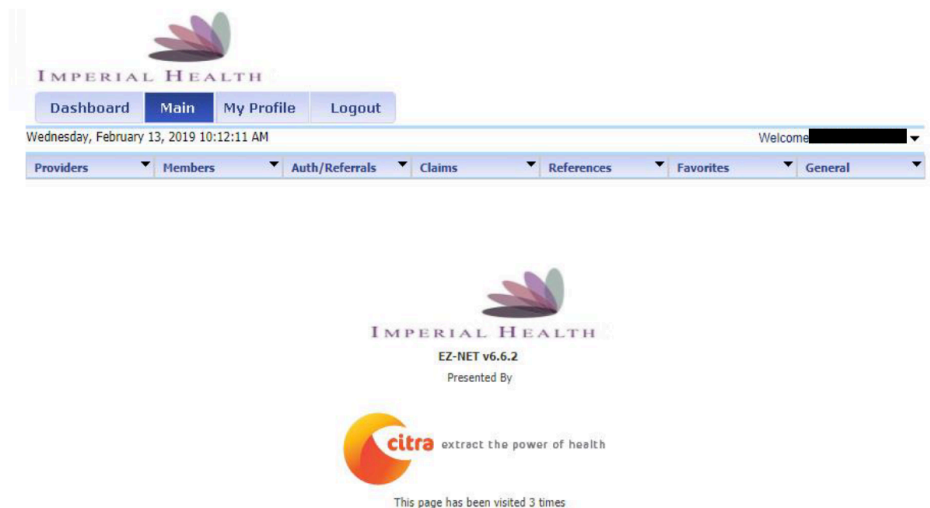 IMPERIAL HEALTH
Dashboard Main My Profile Logout
Wednesday, February 13, 2019 10:12:11 AM Welcome
Providers Members Auth/Referrals Claims References Favorites General
IMPERIAL HEALTH
EZ-NET v6.6.2
Presented By
citra extract the power of health
This page has been visited 3 times